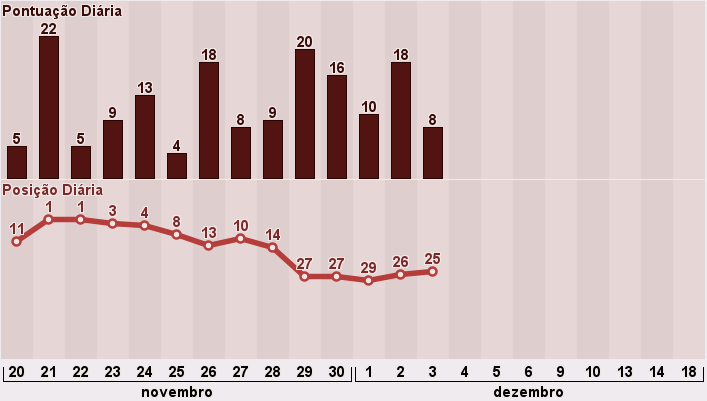 Pontuação Diária
5 22 5 9 13 4 18 8 9 20 16 10 18 8
Posição Diária
11 1 1 3 4 8 13 10 14 27 27 29 26 25
20 21 22 23 24 25 26 27 28 29 30 1 2 3 4 5 6 9 10 13 14 18
novembro dezembro